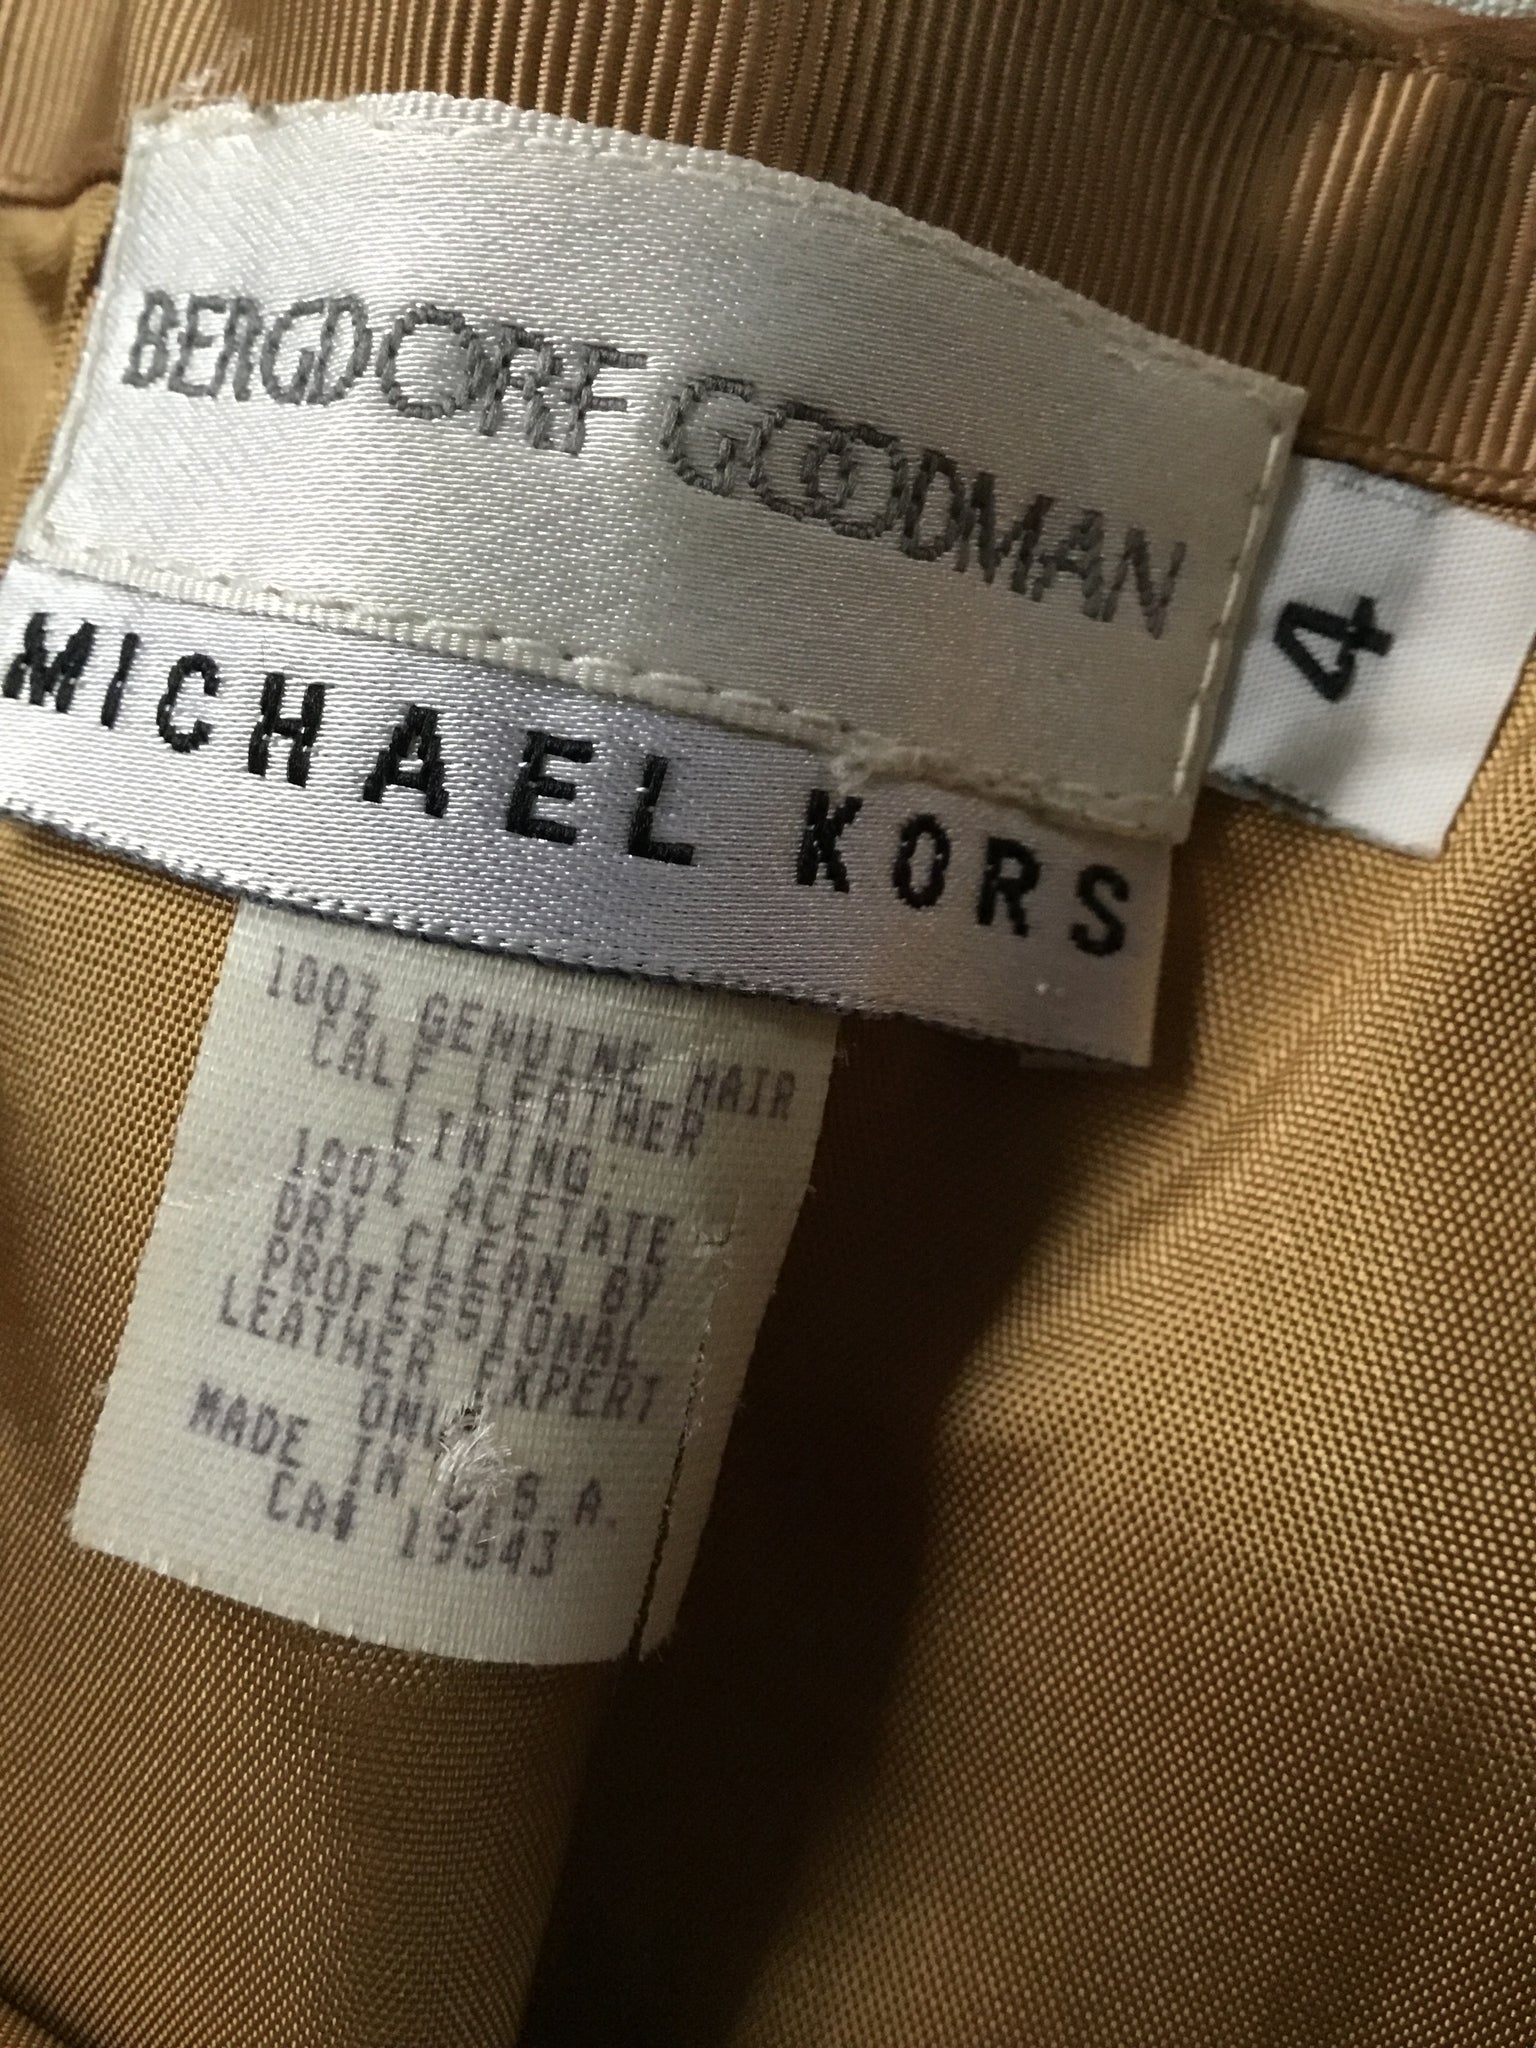 BERGDORF GOODMAN
4
MICHAEL KORS
100% GENUINE HAIR
CALF LEATHER
LINING:
100% ACETATE
DRY CLEAN BY
PROFESSIONAL
LEATHER EXPERT
ONLY
MADE IN U.S.A.
CA# 19543